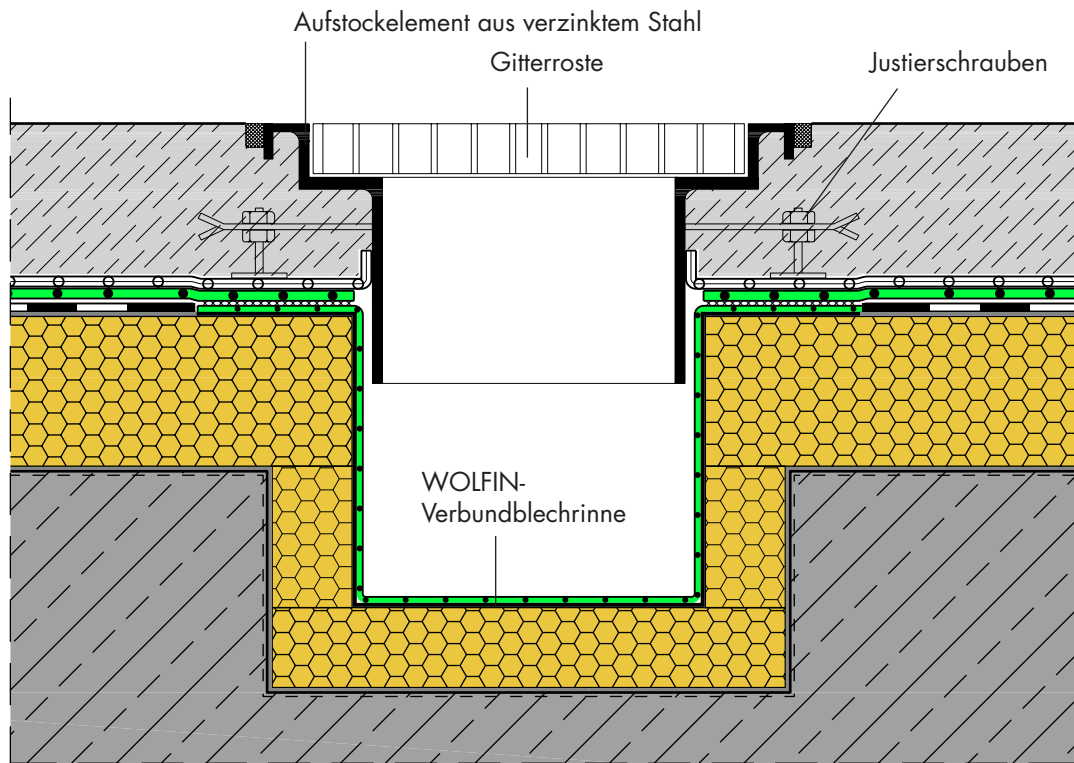 Aufstockelement aus verzinktem Stahl
Gitterroste
Justierschrauben
WOLFIN-
Verbundblechrinne